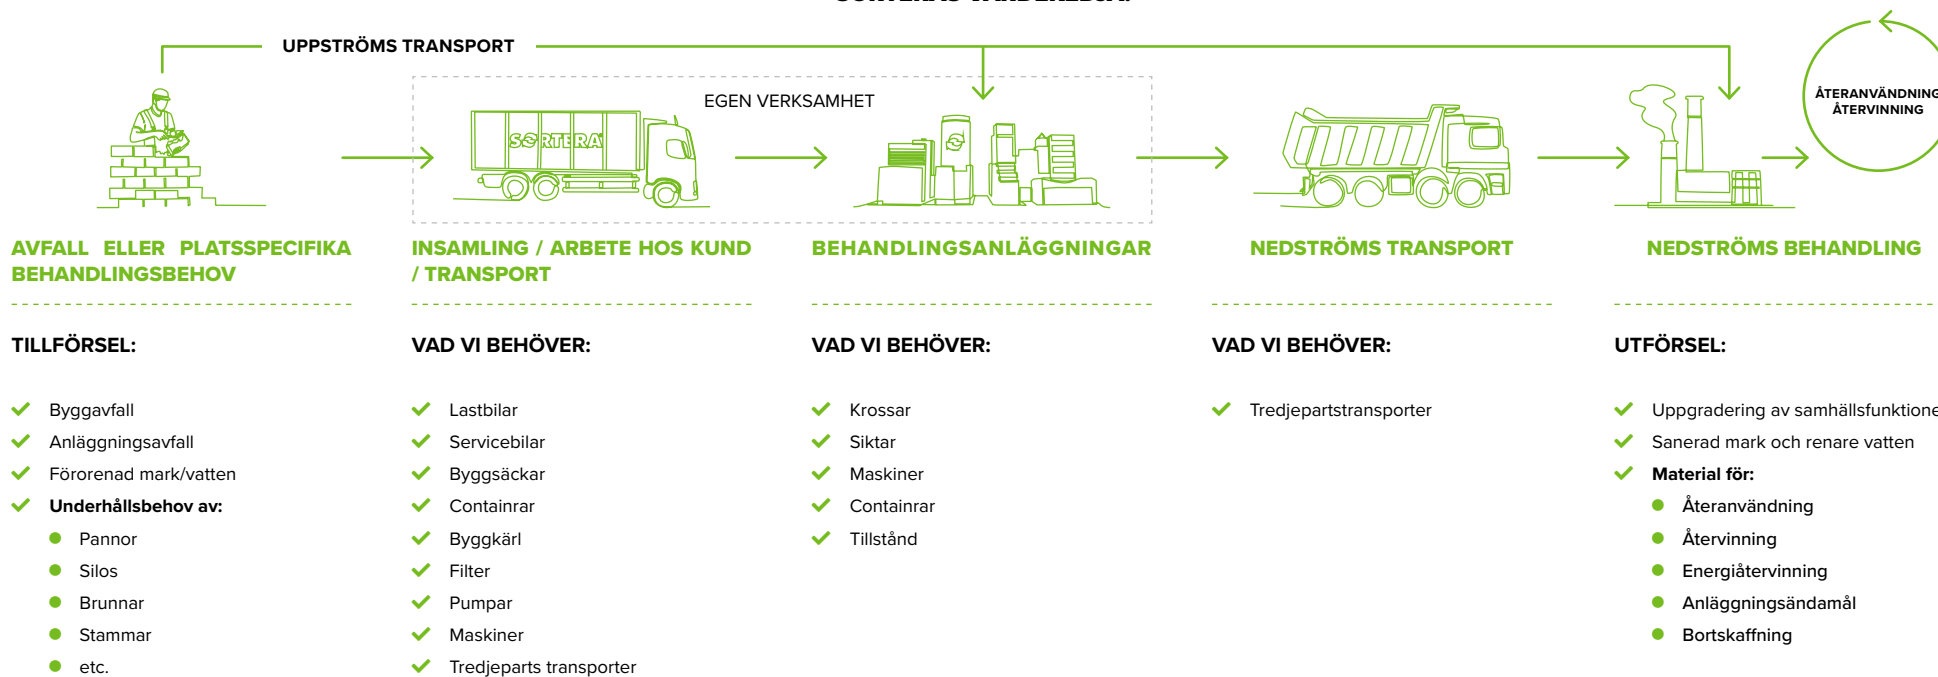 UPPSTRÖMS TRANSPORT
EGEN VERKSAMHET
SORTERA
ÅTERANVÄNDNING
ÅTERVINNING
AVFALL ELLER PLATSSPECIFIKA
BEHANDLINGSBEHOV
TILLFÖRSEL:
Byggavfall
Anläggningsavfall
Förorenad mark/vatten
Underhållsbehov av:
Pannor
Silos
Brunnar
Stammar
etc.
INSAMLING / ARBETE HOS KUND
/ TRANSPORT
VAD VI BEHÖVER:
Lastbilar
Servicebilar
Byggsäckar
Containrar
Byggkärl
Filter
Pumpar
Maskiner
Tredjeparts transporter
BEHANDLINGSANLÄGGNINGAR
VAD VI BEHÖVER:
Krossar
Siktar
Maskiner
Containrar
Tillstånd
NEDSTRÖMS TRANSPORT
VAD VI BEHÖVER:
Tredjepartstransporter
NEDSTRÖMS BEHANDLING
UTFÖRSEL:
Uppgradering av samhällsfunktione
Sanerad mark och renare vatten
Material för:
Återanvändning
Återvinning
Energiåtervinning
Anläggningsändamål
Bortskaffning